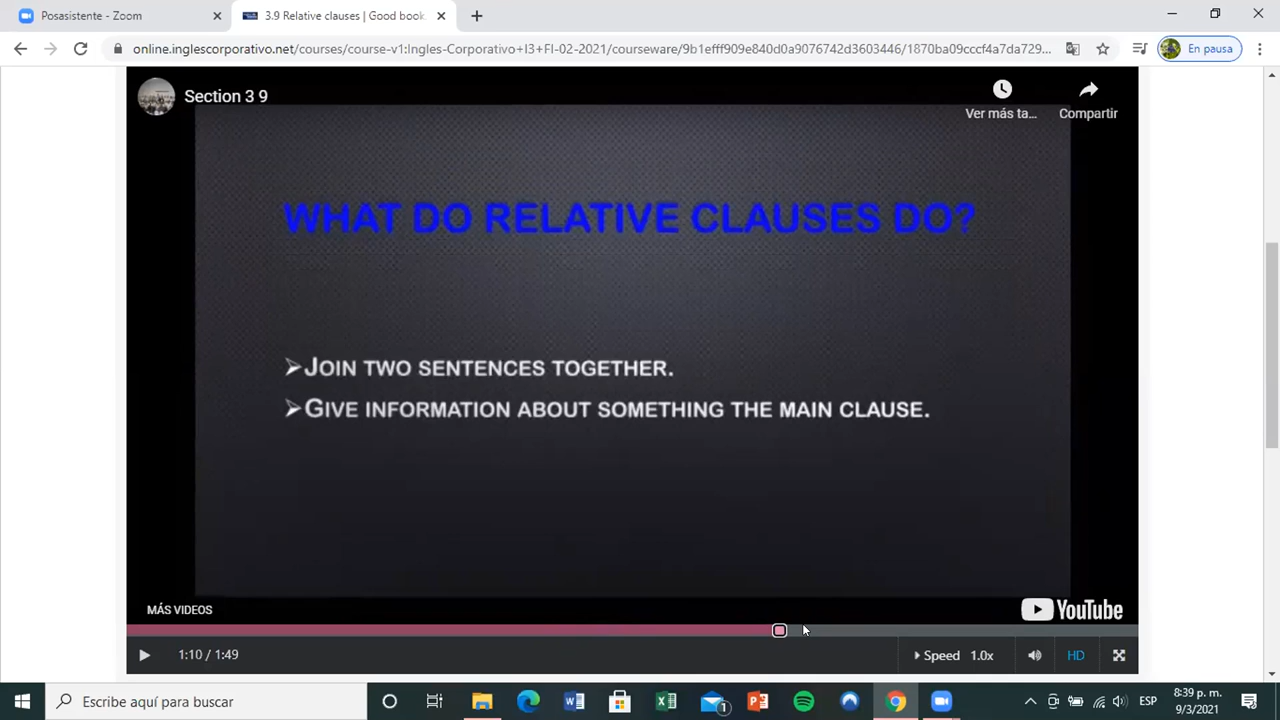 Posasistente - Zoom
3.9 Relative clauses | Good book
online.inglescorporativo.net/courses/course-v1:Ingles-Corporativo+I3+FI-02-2021/courseware/9b1efff909e840d0a9076742d3603446/1870ba09cccf4a7da729...
En pausa
Section 3 9
Ver más ta...
Compartir
WHAT DO RELATIVE CLAUSES DO?
➢JOIN TWO SENTENCES TOGETHER.
➢GIVE INFORMATION ABOUT SOMETHING THE MAIN CLAUSE.
MÁS VIDEOS
YouTube
1:10 / 1:49
Speed 1.0x
HD
Escribe aquí para buscar
1
ESP
8:39 p. m.
9/3/2021